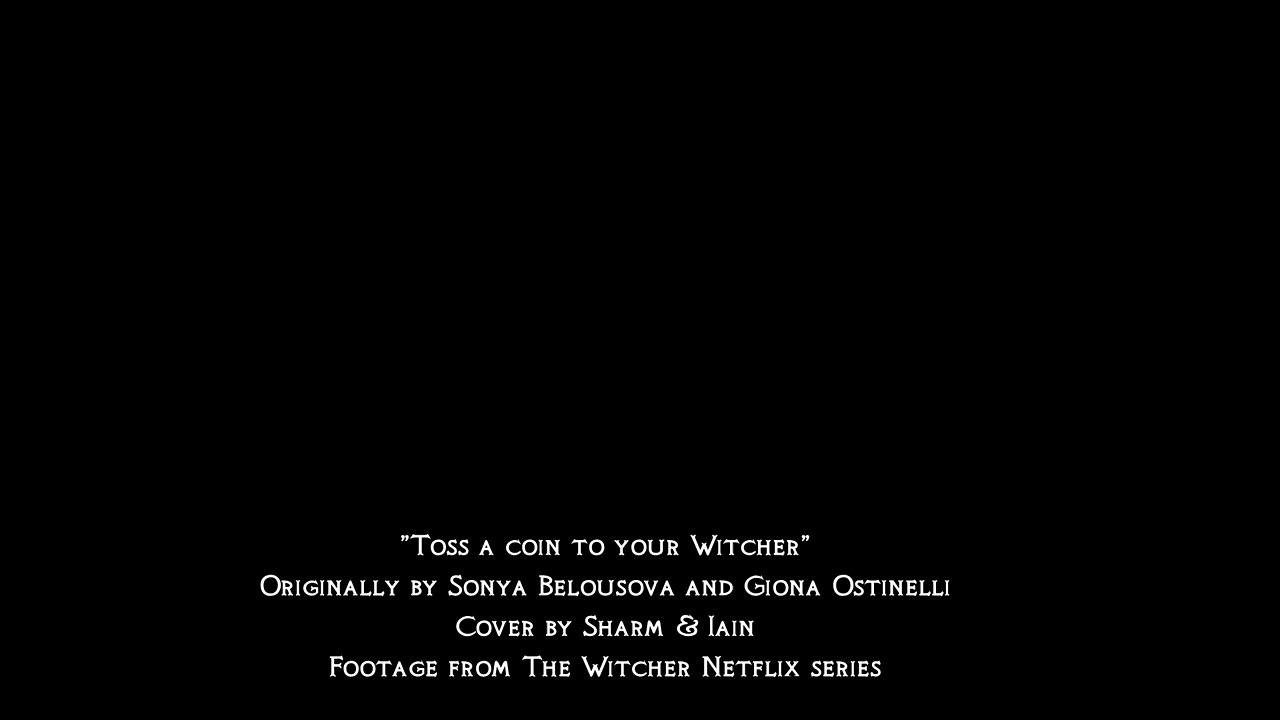 "Toss a coin to your Witcher"
Originally by Sonya Belousova and Giona Ostinelli
Cover by Sharm & Iain
Footage from The Witcher Netflix series